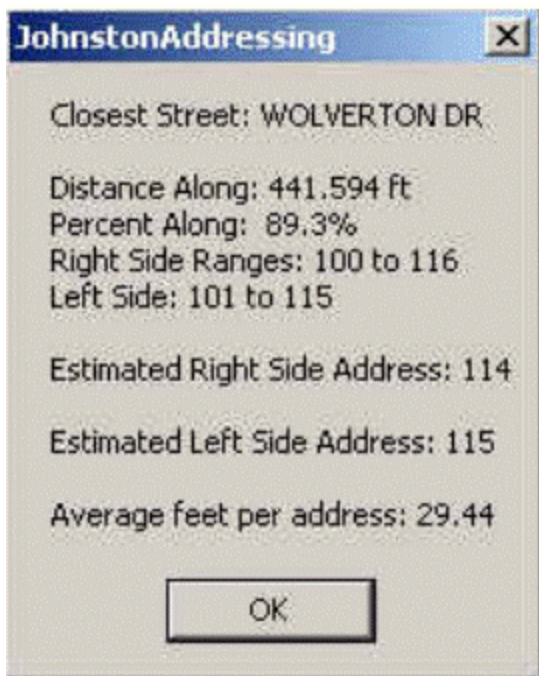 JohnstonAddressing
Closest Street: WOLVERTON DR
Distance Along: 441.594 ft
Percent Along: 89.3%
Right Side Ranges: 100 to 116
Left Side: 101 to 115
Estimated Right Side Address: 114
Estimated Left Side Address: 115
Average feet per address: 29.44
OK